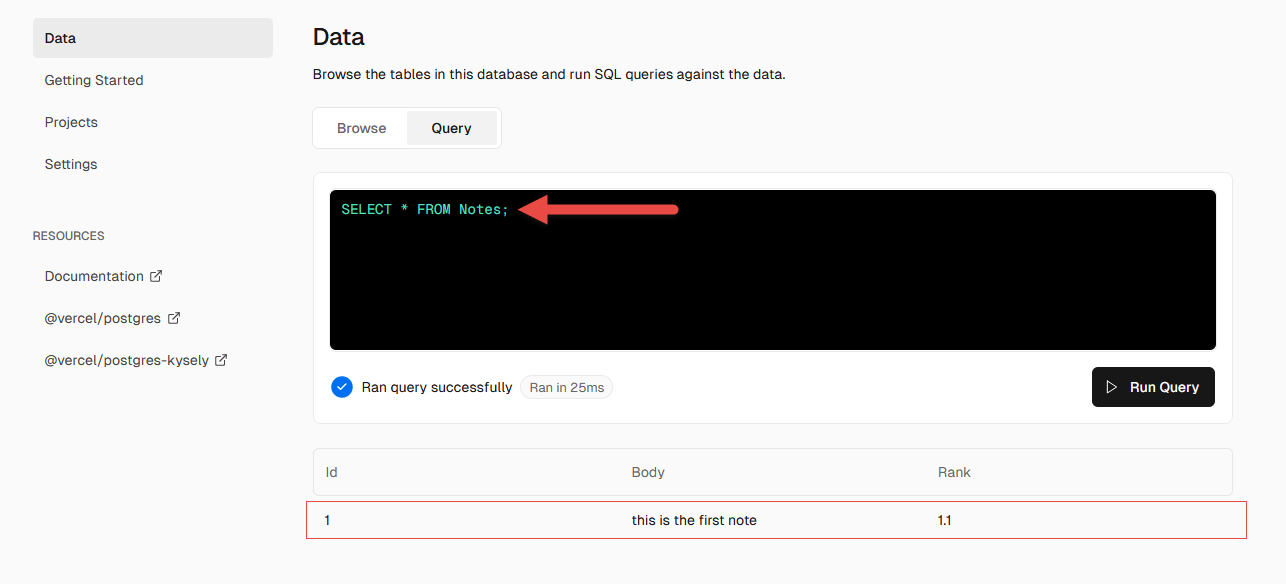 Data
Getting Started
Projects
Settings
RESOURCES
Documentation
@vercel/postgres
@vercel/postgres-kysely
Data
Browse the tables in this database and run SQL queries against the data.
Browse Query
SELECT * FROM Notes;
Ran query successfully Ran in 25ms Run Query
Id Body Rank
1 this is the first note 1.1